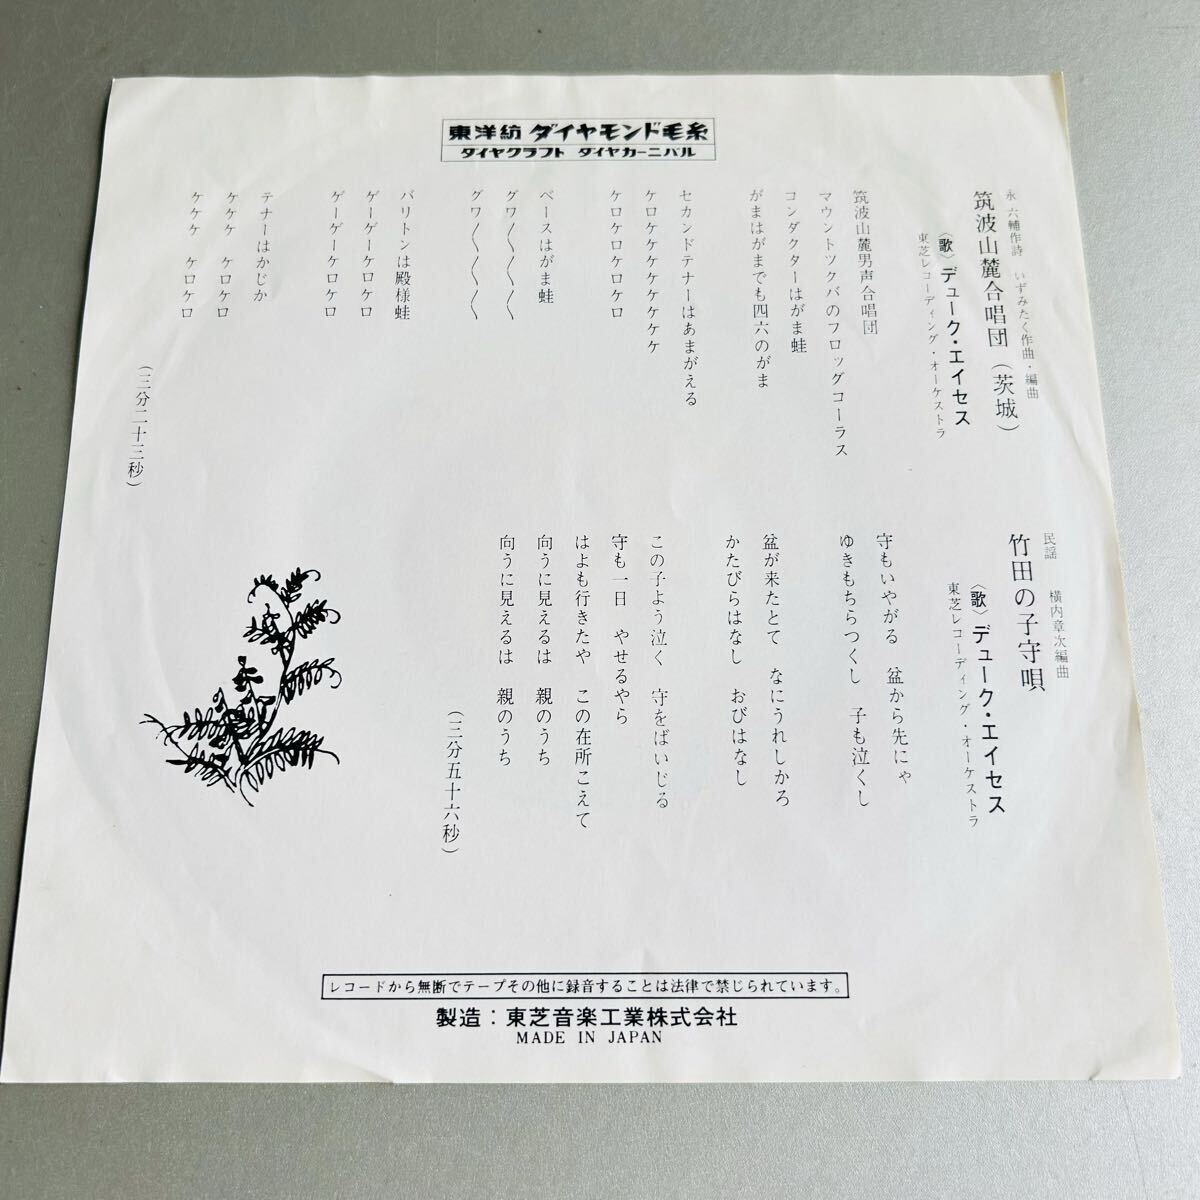 東洋紡 ダイヤモンド毛糸
ダイヤクラフト ダイヤカーニバル
永六輔作詩 いずみたく作曲・編曲
筑波山麓合唱団(茨城)
〈歌〉デューク・エイセス
東芝レコーディング・オーケストラ
筑波山麓男声合唱団
マウントツクバのフロッグコーラス
コンダクターはがま蛙
がまはがまでも四六のがま
セカンドテナーはあまがえる
ケロケケケケケケケケ
ケロケロケロケロ
ベースはがま蛙
グワ〳〵〳〵〳〵
グワ〳〵〳〵〳〵
バリトンは殿様蛙
ゲーゲーケロケロ
ゲーゲーケロケロ
テナーはかじか
ケケケ ケロケロ
ケケケ ケロケロ
(三分二十三秒)
民謡 横内章次編曲
竹田の子守唄
〈歌〉デューク・エイセス
東芝レコーディング・オーケストラ
守もいやがる 盆から先にゃ
ゆきもちらつくし 子も泣くし
盆が来たとて なにうれしかろ
かたびらはなし おびはなし
この子よう泣く 守をばいじる
守も一日 やせるやら
はよも行きたや この在所こえて
向うに見えるは 親のうち
向うに見えるは 親のうち
(三分五十六秒)
レコードから無断でテープその他に録音することは法律で禁じられています。
製造:東芝音楽工業株式会社
MADE IN JAPAN